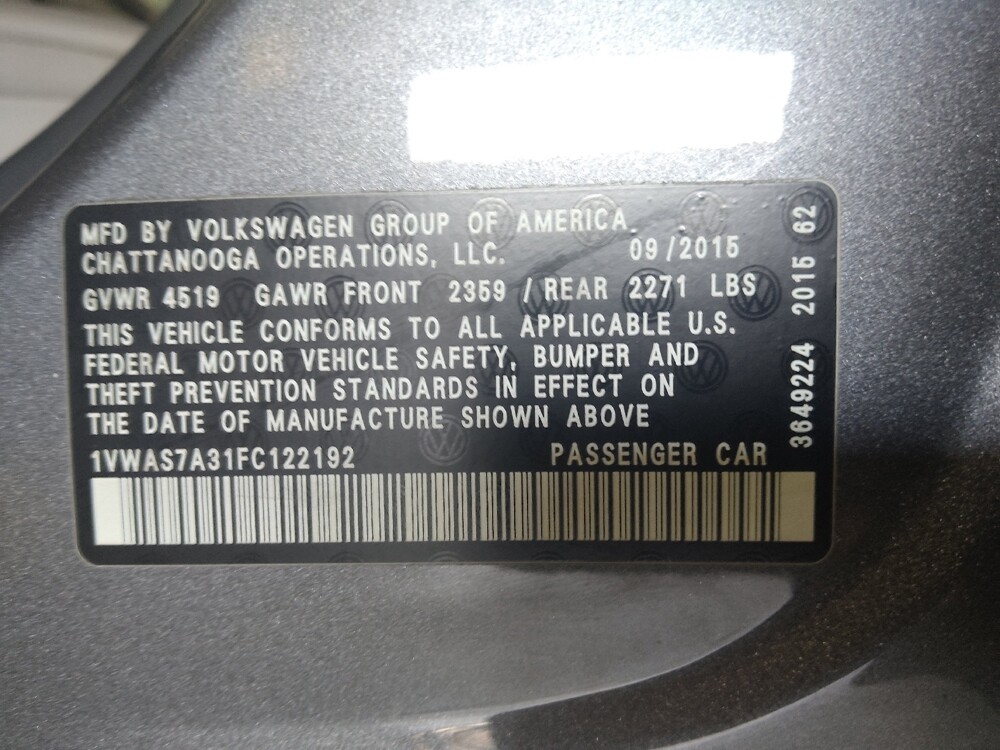 MFD BY VOLKSWAGEN GROUP OF AMERICA
CHATTANOOGA OPERATIONS, LLC. 09/2015
GVWR 4519 GAWR FRONT 2359 / REAR 2271 LBS
THIS VEHICLE CONFORMS TO ALL APPLICABLE U.S.
FEDERAL MOTOR VEHICLE SAFETY, BUMPER AND
THEFT PREVENTION STANDARDS IN EFFECT ON
THE DATE OF MANUFACTURE SHOWN ABOVE
1VWAS7A31FC122192 PASSENGER CAR
3649224 2015 62